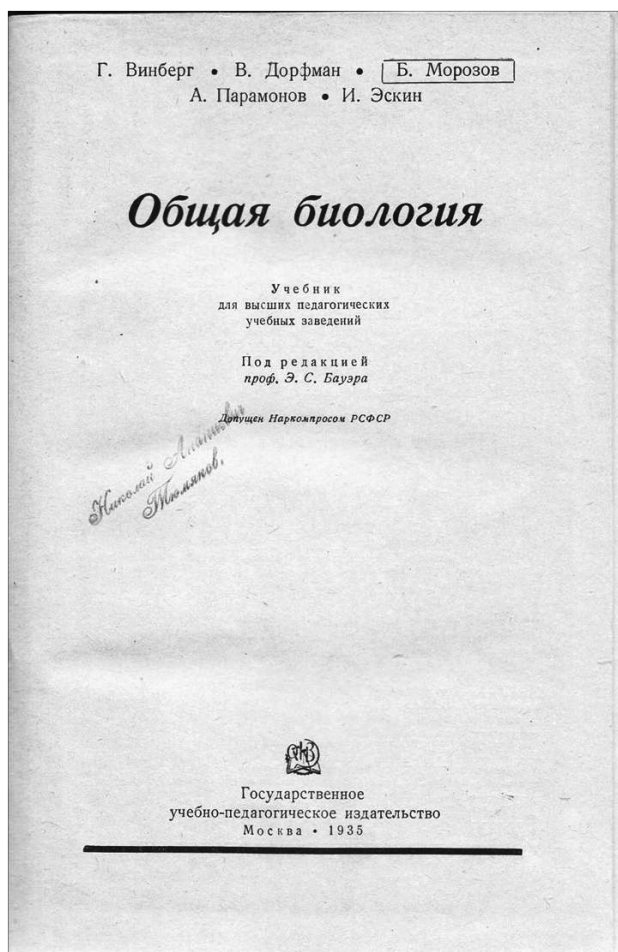 Г. Винберг • В. Дорфман • Б. Морозов
А. Парамонов • И. Эскин
Общая биология
Учебник
для высших педагогических
учебных заведений
Под редакцией
проф. Э. С. Бауэра
Допущен Наркомпросом РСФСР
Николай
Тюмянов.
Государственное
учебно-педагогическое издательство
Москва • 1935